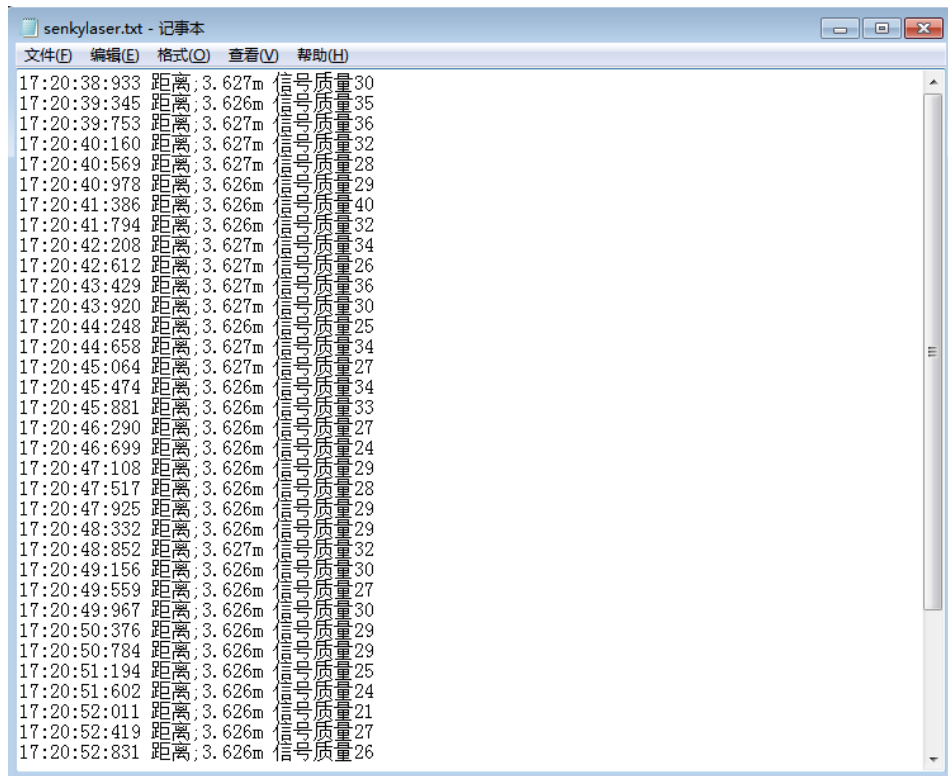 senkylaser.txt - 记事本
文件(F) 编辑(E) 格式(O) 查看(V) 帮助(H)
17:20:38:933 距离;3.627m 信号质量30
17:20:39:345 距离;3.626m 信号质量35
17:20:39:753 距离;3.627m 信号质量36
17:20:40:160 距离;3.627m 信号质量32
17:20:40:569 距离;3.627m 信号质量28
17:20:40:978 距离;3.626m 信号质量29
17:20:41:386 距离;3.626m 信号质量40
17:20:41:794 距离;3.626m 信号质量32
17:20:42:208 距离;3.627m 信号质量34
17:20:42:612 距离;3.627m 信号质量26
17:20:43:429 距离;3.627m 信号质量36
17:20:43:920 距离;3.627m 信号质量30
17:20:44:248 距离;3.626m 信号质量25
17:20:44:658 距离;3.627m 信号质量34
17:20:45:064 距离;3.627m 信号质量27
17:20:45:474 距离;3.626m 信号质量34
17:20:45:881 距离;3.626m 信号质量33
17:20:46:290 距离;3.626m 信号质量27
17:20:46:699 距离;3.626m 信号质量24
17:20:47:108 距离;3.626m 信号质量29
17:20:47:517 距离;3.626m 信号质量28
17:20:47:925 距离;3.626m 信号质量29
17:20:48:332 距离;3.626m 信号质量29
17:20:48:852 距离;3.627m 信号质量32
17:20:49:156 距离;3.626m 信号质量30
17:20:49:559 距离;3.626m 信号质量27
17:20:49:967 距离;3.626m 信号质量30
17:20:50:376 距离;3.626m 信号质量29
17:20:50:784 距离;3.626m 信号质量29
17:20:51:194 距离;3.626m 信号质量25
17:20:51:602 距离;3.626m 信号质量24
17:20:52:011 距离;3.626m 信号质量21
17:20:52:419 距离;3.626m 信号质量27
17:20:52:831 距离;3.626m 信号质量26